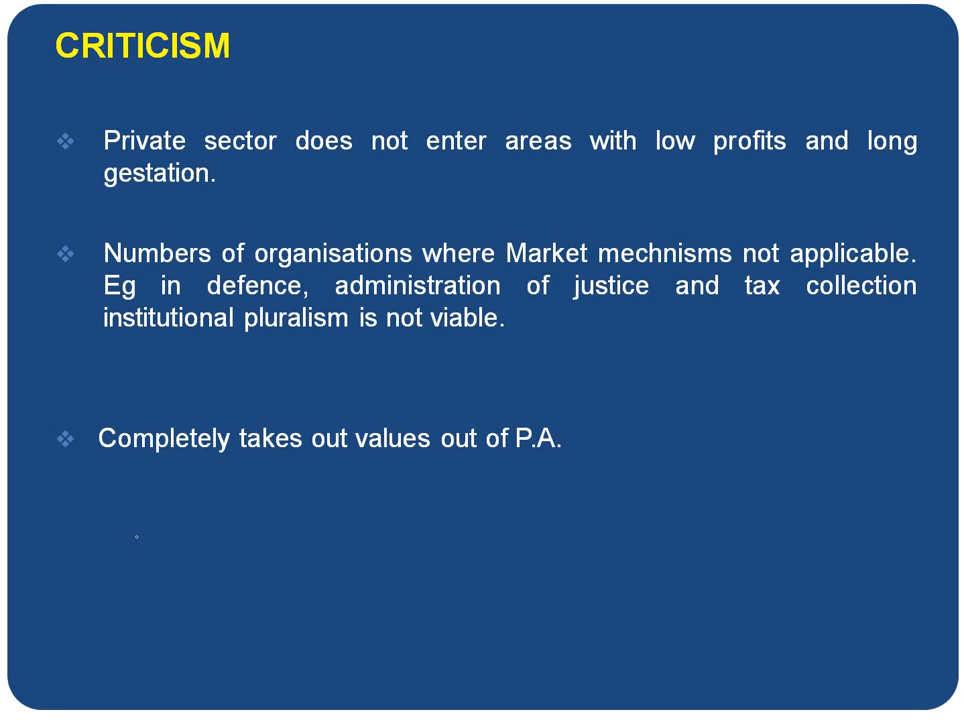 CRITICISM
Private sector does not enter areas with low profits and long
gestation.
Numbers of organisations where Market mechnisms not applicable.
Eg in defence, administration of justice and tax collection
institutional pluralism is not viable.
Completely takes out values out of P.A.